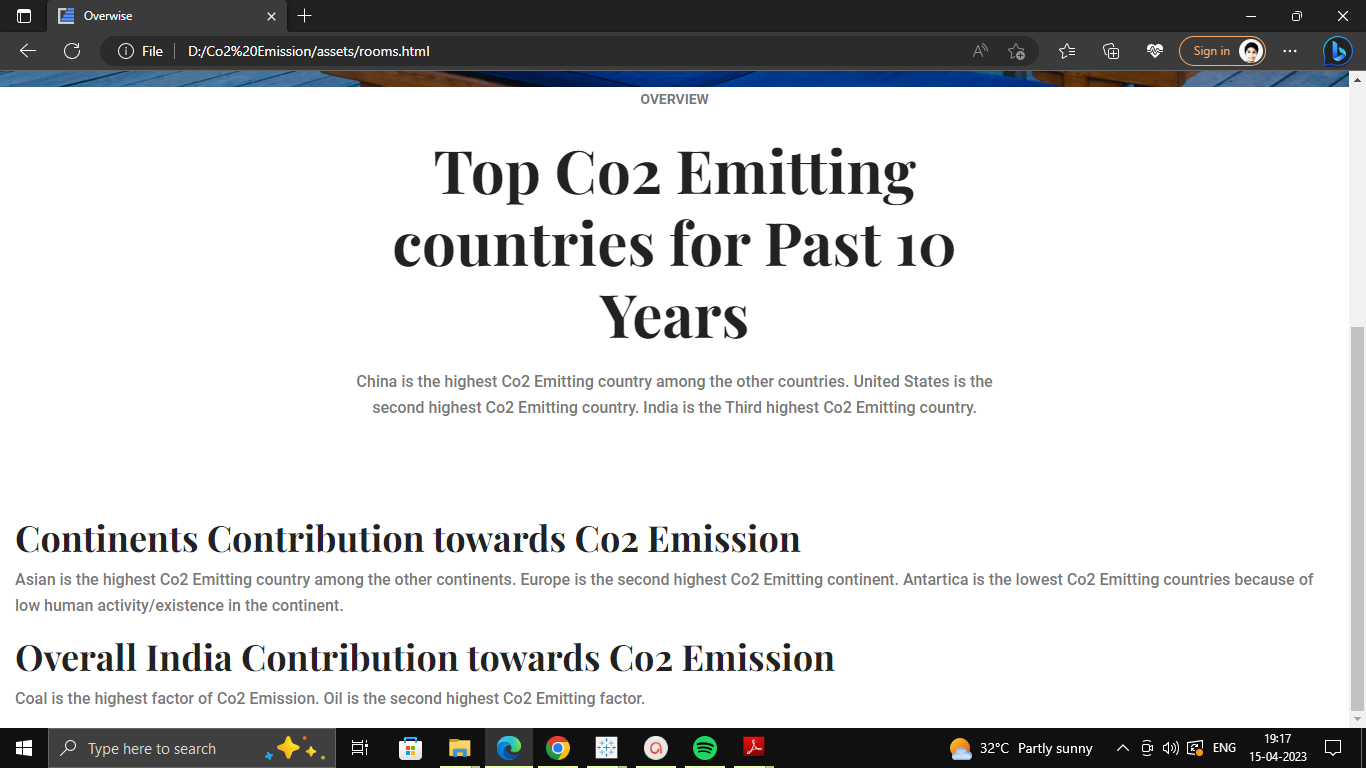 Overwise
File
D:/Co2%20Emission/assets/rooms.html
Sign in
OVERVIEW
Top Co2 Emitting
countries for Past 10
Years
China is the highest Co2 Emitting country among the other countries. United States is the
second highest Co2 Emitting country. India is the Third highest Co2 Emitting country.
Continents Contribution towards Co2 Emission
Asian is the highest Co2 Emitting country among the other continents. Europe is the second highest Co2 Emitting continent. Antartica is the lowest Co2 Emitting countries because of
low human activity/existence in the continent.
Overall India Contribution towards Co2 Emission
Coal is the highest factor of Co2 Emission. Oil is the second highest Co2 Emitting factor.
Type here to search
32°C Partly sunny
ENG
19:17
15-04-2023